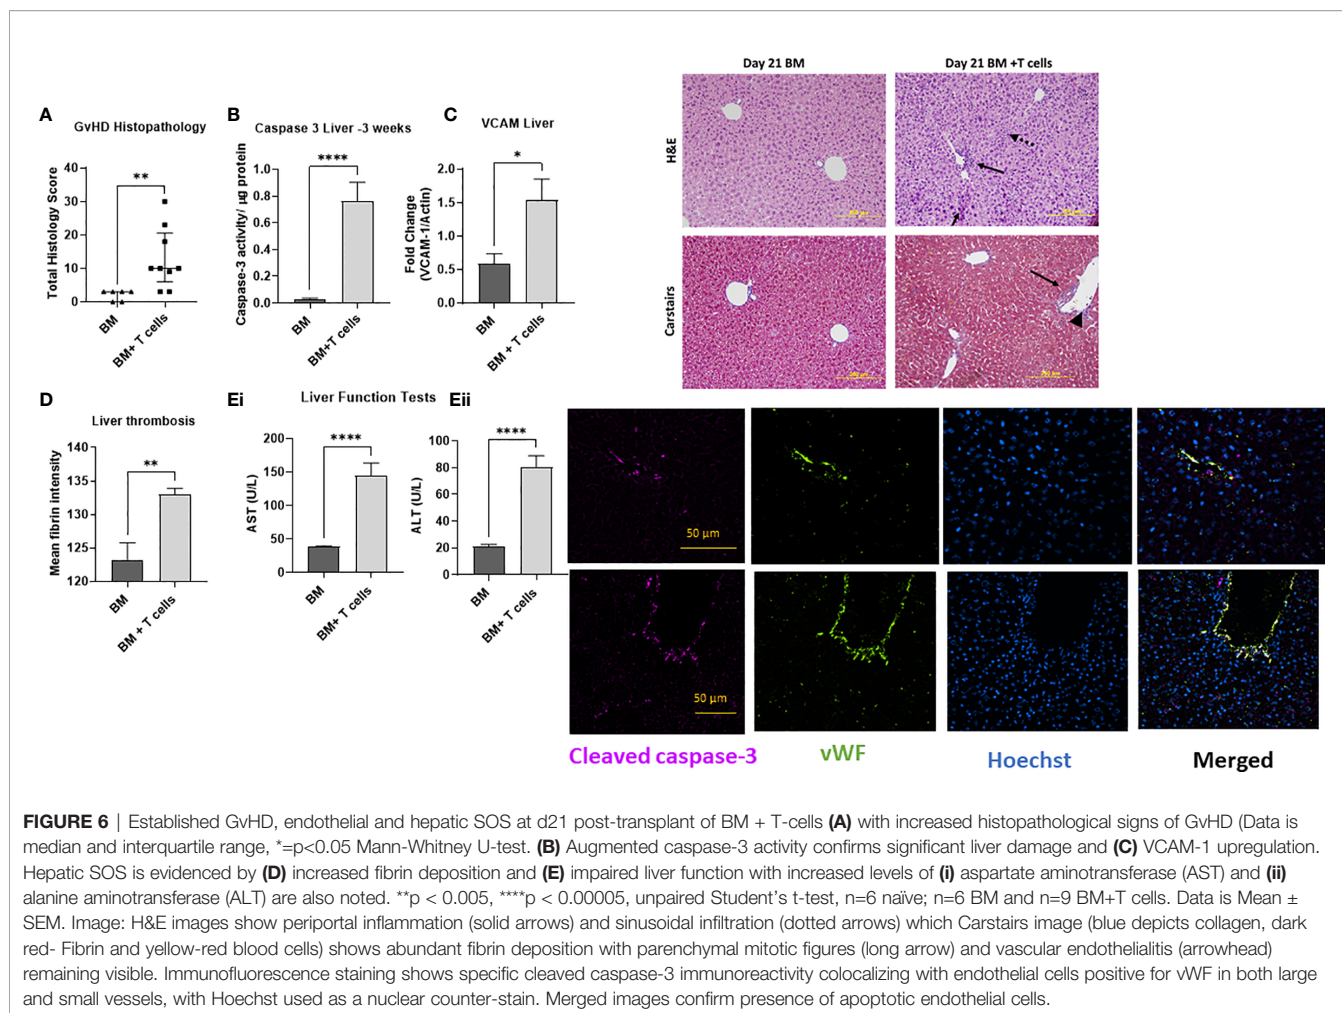 Day 21 BM
Day 21 BM +T cells
H&E
Carstairs
A
GvHD Histopathology
Total Histology Score
40
30
20
10
0
**
BM
BM+ T cells
B
Caspase 3 Liver -3 weeks
Caspase-3 activity/ µg protein
1.0
0.8
0.6
0.4
0.2
0.0
****
BM
BM+T cells
C
VCAM Liver
Fold Change
(VCAM-1/Actin)
2.0
1.5
1.0
0.5
0.0
*
BM
BM + T cells
D
Liver thrombosis
Mean fibrin intensity
140
135
130
125
120
**
BM
BM + T cells
Ei
Liver Function Tests
AST (U/L)
200
150
100
50
0
****
BM
BM+ T cells
Eii
ALT (U/L)
100
80
60
40
20
0
****
BM
BM+ T cells
50 µm
50 µm
Cleaved caspase-3
vWF
Hoechst
Merged
FIGURE 6 | Established GvHD, endothelial and hepatic SOS at d21 post-transplant of BM + T-cells (A) with increased histopathological signs of GvHD (Data is
median and interquartile range, *=p<0.05 Mann-Whitney U-test. (B) Augmented caspase-3 activity confirms significant liver damage and (C) VCAM-1 upregulation.
Hepatic SOS is evidenced by (D) increased fibrin deposition and (E) impaired liver function with increased levels of (i) aspartate aminotransferase (AST) and (ii)
alanine aminotransferase (ALT) are also noted. **p < 0.005, ****p < 0.00005, unpaired Student's t-test, n=6 naïve; n=6 BM and n=9 BM+T cells. Data is Mean ±
SEM. Image: H&E images show periportal inflammation (solid arrows) and sinusoidal infiltration (dotted arrows) which Carstairs image (blue depicts collagen, dark
red- Fibrin and yellow-red blood cells) shows abundant fibrin deposition with parenchymal mitotic figures (long arrow) and vascular endothelialitis (arrowhead)
remaining visible. Immunofluorescence staining shows specific cleaved caspase-3 immunoreactivity colocalizing with endothelial cells positive for vWF in both large
and small vessels, with Hoechst used as a nuclear counter-stain. Merged images confirm presence of apoptotic endothelial cells.